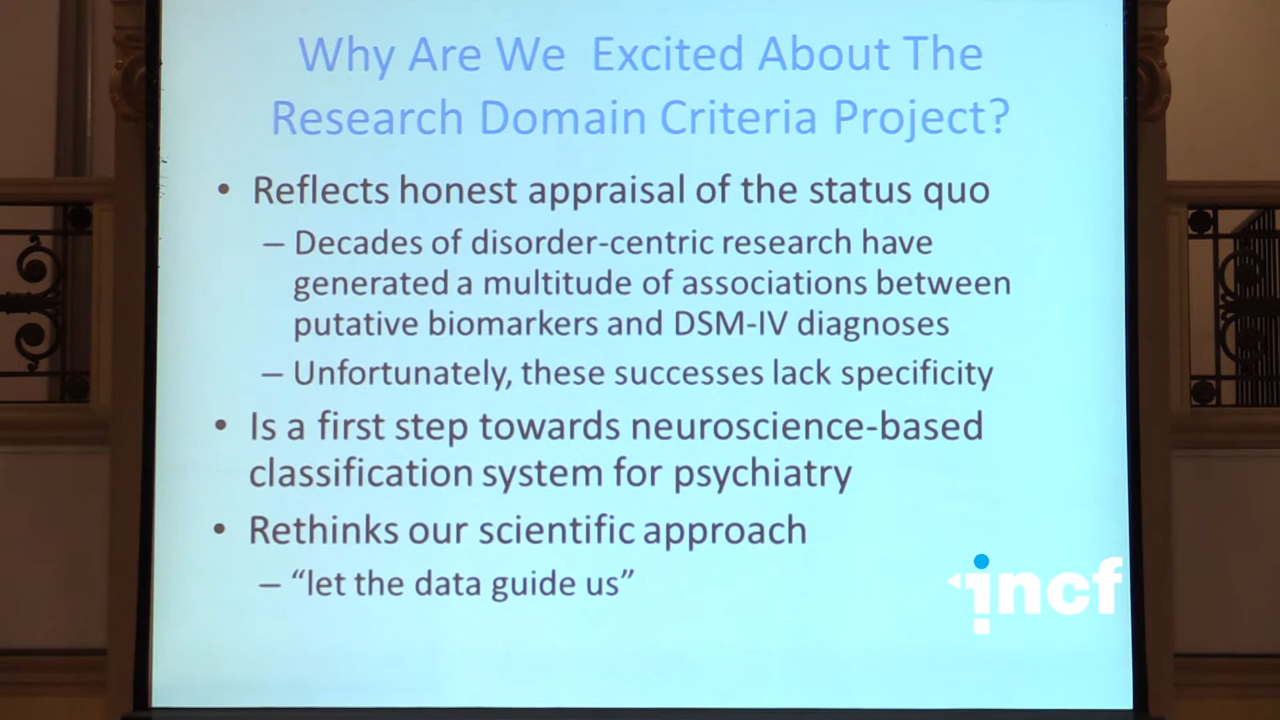 Why Are We Excited About The
Research Domain Criteria Project?
• Reflects honest appraisal of the status quo
– Decades of disorder-centric research have
generated a multitude of associations between
putative biomarkers and DSM-IV diagnoses
– Unfortunately, these successes lack specificity
• Is a first step towards neuroscience-based
classification system for psychiatry
• Rethinks our scientific approach
– “let the data guide us”
incf